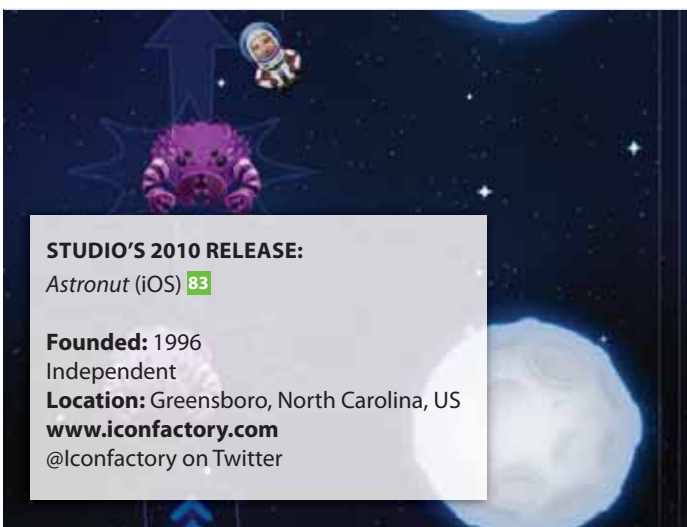 STUDIO'S 2010 RELEASE:
Astronut (iOS) 83
Founded: 1996
Independent
Location: Greensboro, North Carolina, US
www.iconfactory.com
@Iconfactory on Twitter